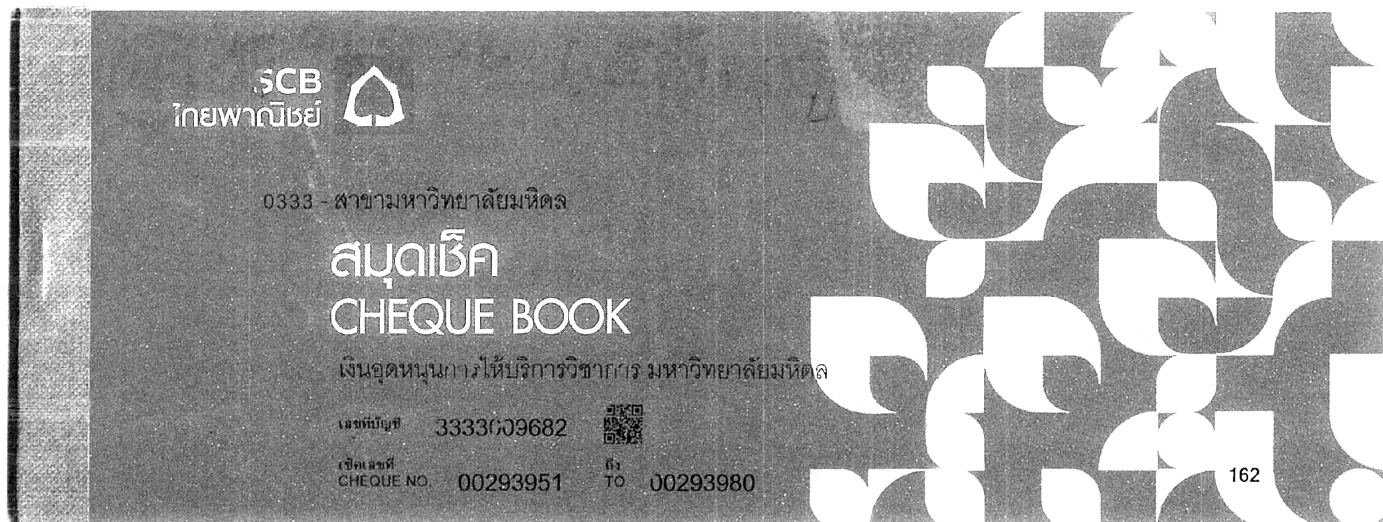 SCB
ไทยพาณิชย์
0333 - สาขามหาวิทยาลัยมหิดล
สมุดเช็ค
CHEQUE BOOK
เงินอุดหนุนการให้บริการวิชาการ มหาวิทยาลัยมหิดล
เลขที่บัญชี 3333009682
เช็คเลขที่ ถึง
CHEQUE NO. 00293951 TO 00293980
162